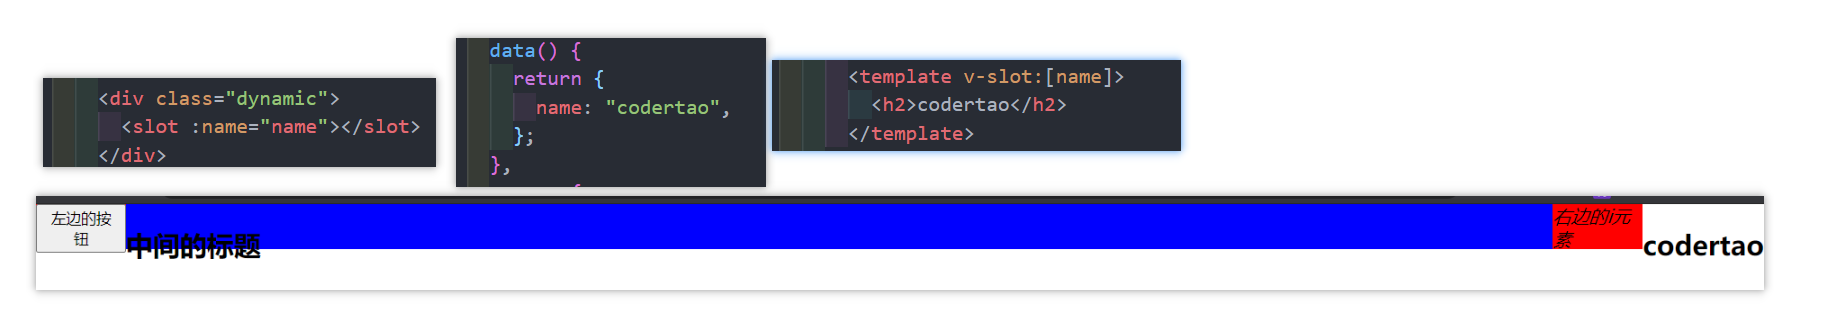 <div class="dynamic">
<slot :name="name"></slot>
</div>
data() {
return {
name: "codertao",
};
},
<template v-slot:[name]>
<h2>codertao</h2>
</template>
左边的按
钮
中间的标题
右边的i元
素
codertao